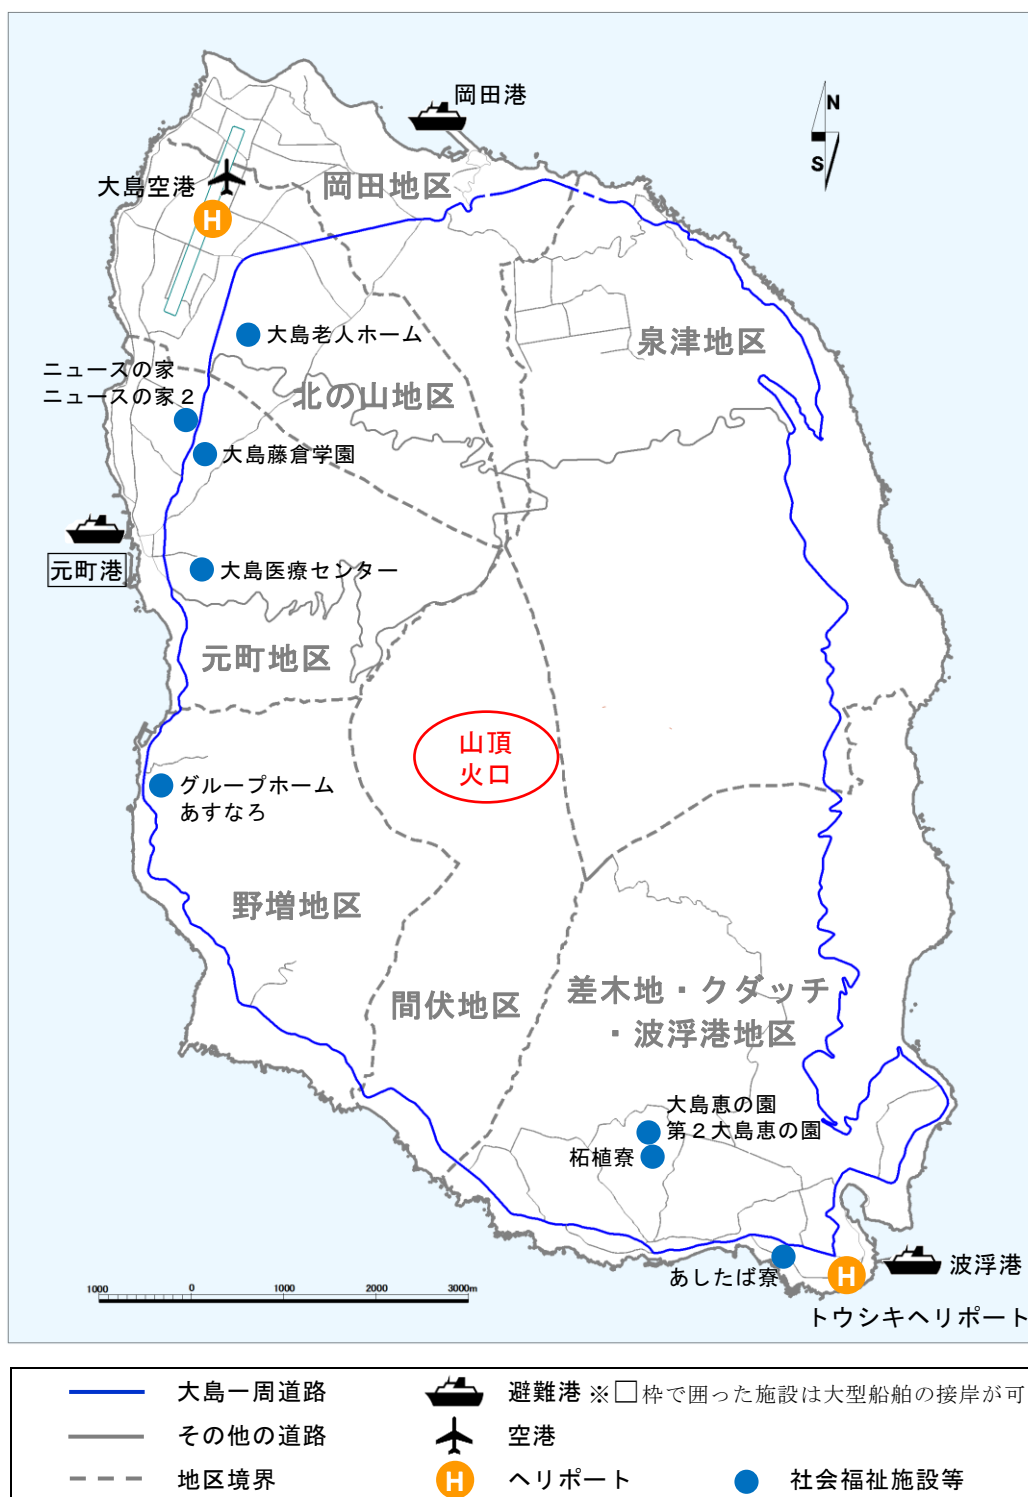 岡田港
N
S
大島空港
H
岡田地区
大島老人ホーム
泉津地区
ニュースの家
ニュースの家２
北の山地区
大島藤倉学園
元町港
大島医療センター
元町地区
山頂
火口
グループホーム
あすなろ
野増地区
間伏地区
差木地・クダッチ
・波浮港地区
大島恵の園
第２大島恵の園
柘植寮
あしたば寮
H
波浮港
トウシキヘリポート
1000 0 1000 2000 3000m
大島一周道路
避難港 ※□枠で囲った施設は大型船舶の接岸が可
その他の道路
空港
地区境界
H
ヘリポート
社会福祉施設等